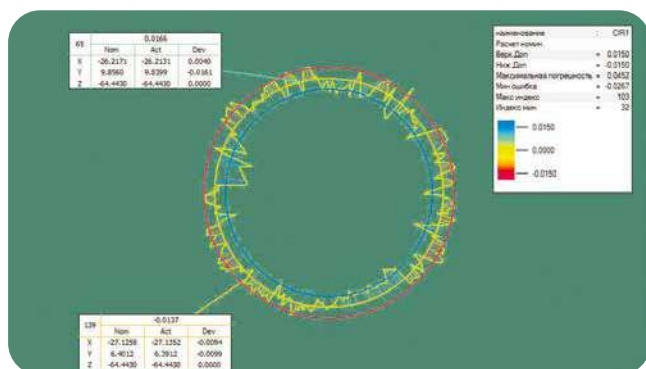 65 0.0166
Nom Act Dev
X -26.2171 -26.2131 0.0040
Y 9.8560 9.8399 -0.0161
Z -64.4430 -64.4430 0.0000
наименование : CIR1
Расчет номин.
Верх.Доп = 0.0150
Ниж.Доп = -0.0150
Максимальная погрешность = 0.0452
Мин ошибка = -0.0267
Макс индекс = 103
Индекс мин = 32
0.0150
0.0000
-0.0150
139 -0.0137
Nom Act Dev
X -27.1258 -27.1352 -0.0094
Y 6.4012 6.3912 -0.0099
Z -64.4430 -64.4430 0.0000